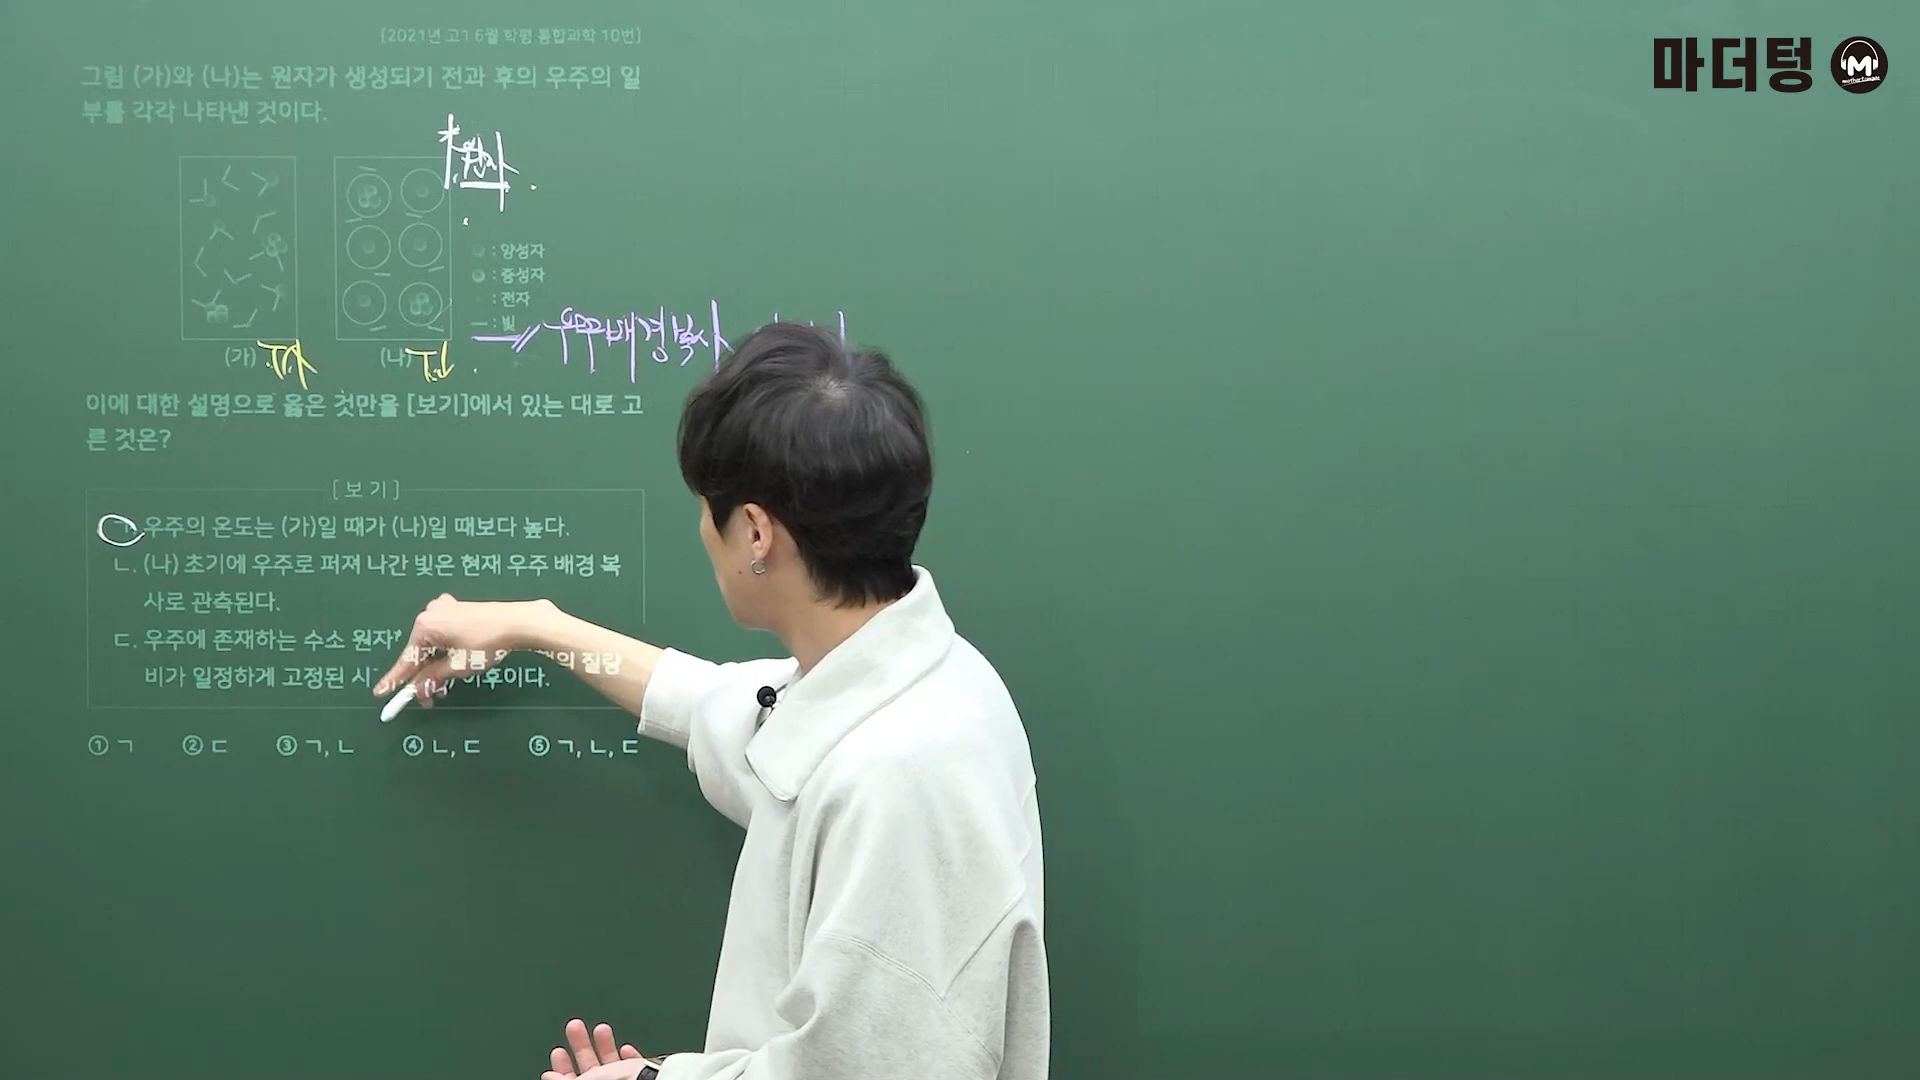 마더텅
[2021년 고1 6월 학평 통합과학 10번]
그림 (가)와 (나)는 원자가 생성되기 전과 후의 우주의 일
부를 각각 나타낸 것이다.
원자
: 양성자
: 중성자
: 전자
: 빛
우주배경복사
(가)
(나)
이에 대한 설명으로 옳은 것만을 [보기]에서 있는 대로 고
른 것은?
[보기]
ㄱ. 우주의 온도는 (가)일 때가 (나)일 때보다 높다.
ㄴ. (나) 초기에 우주로 퍼져 나간 빛은 현재 우주 배경 복
사로 관측된다.
ㄷ. 우주에 존재하는 수소 원자핵과 헬륨 원자핵의 질량
비가 일정하게 고정된 시기는 (나) 이후이다.
① ㄱ ② ㄷ ③ ㄱ, ㄴ ④ ㄴ, ㄷ ⑤ ㄱ, ㄴ, ㄷ